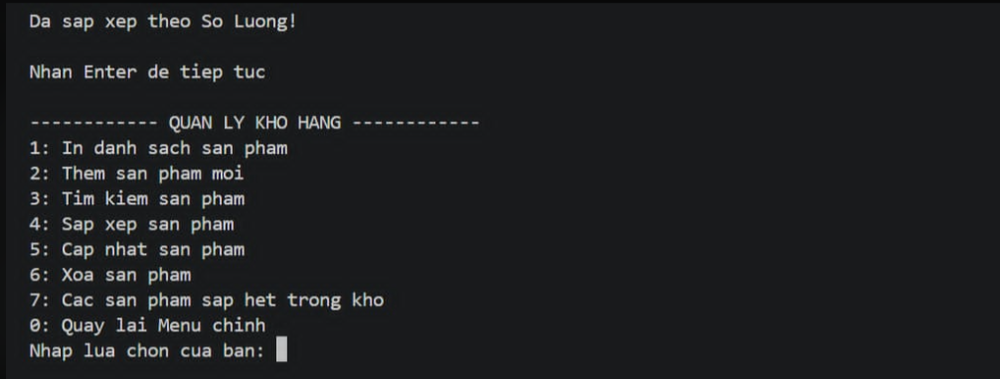 Da sap xep theo So Luong!
Nhan Enter de tiep tuc
------------ QUAN LY KHO HANG ------------
1: In danh sach san pham
2: Them san pham moi
3: Tim kiem san pham
4: Sap xep san pham
5: Cap nhat san pham
6: Xoa san pham
7: Cac san pham sap het trong kho
0: Quay lai Menu chinh
Nhap lua chon cua ban: